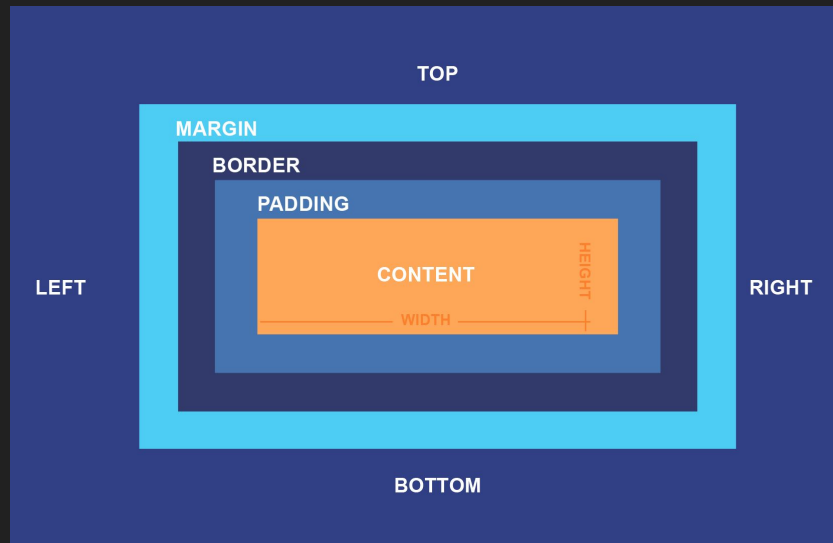 TOP
MARGIN
BORDER
PADDING
HEIGHT
CONTENT
LEFT
RIGHT
WIDTH
BOTTOM